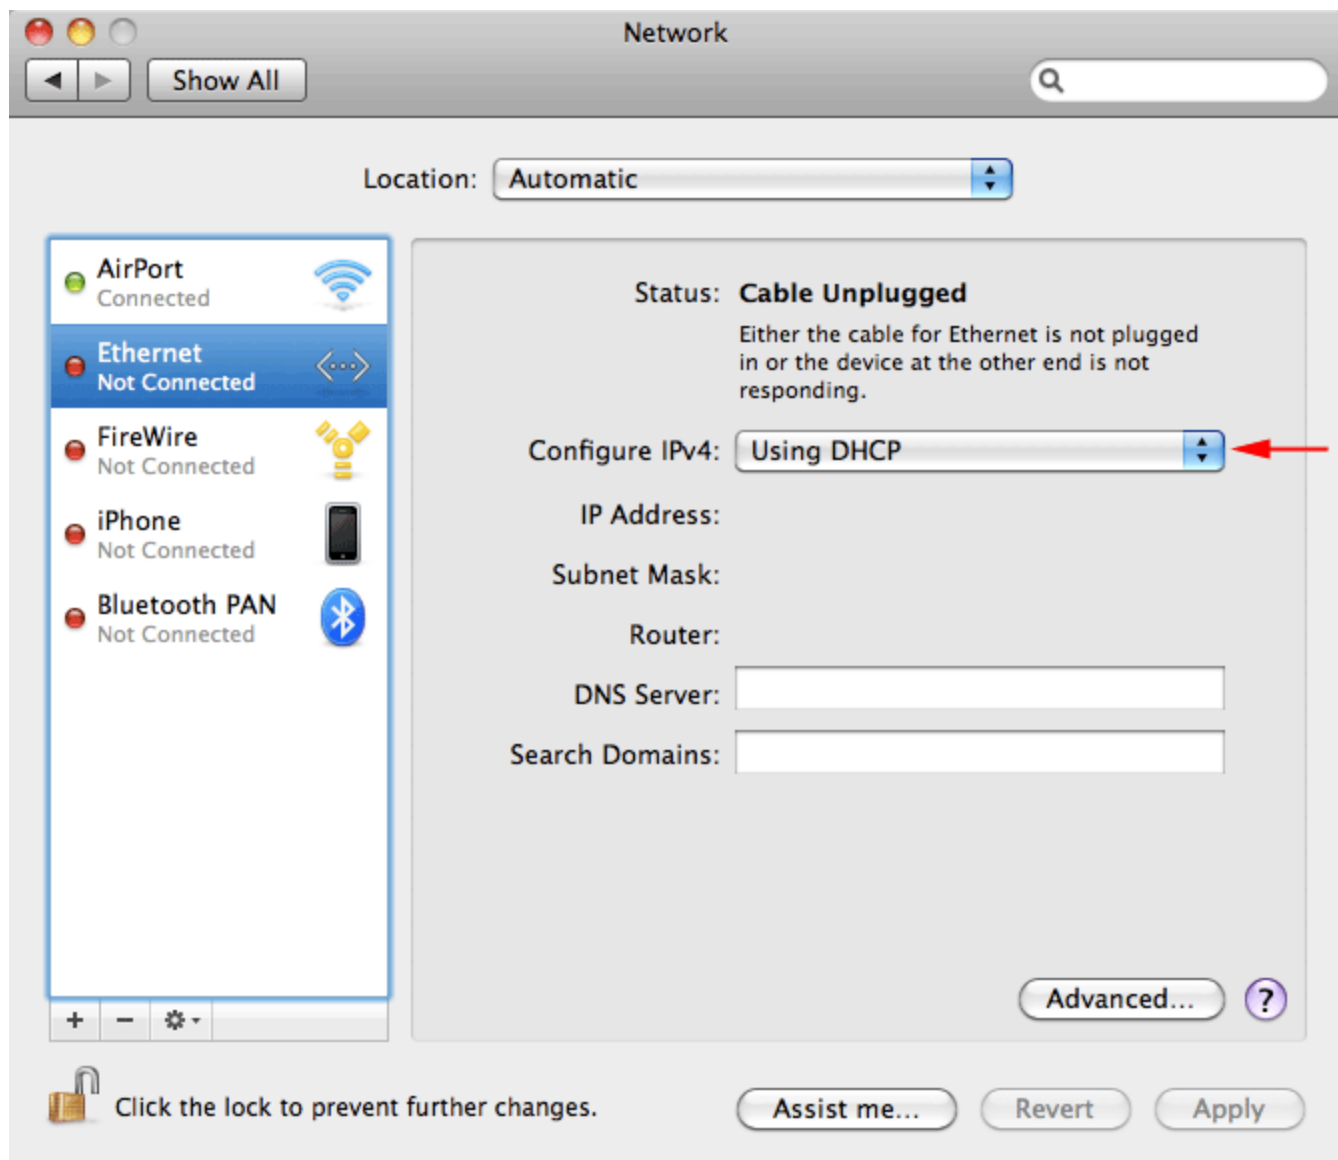 Network
Show All
Location: Automatic
AirPort
Connected
Ethernet
Not Connected
FireWire
Not Connected
iPhone
Not Connected
Bluetooth PAN
Not Connected
Status: Cable Unplugged
Either the cable for Ethernet is not plugged
in or the device at the other end is not
responding.
Configure IPv4: Using DHCP
IP Address:
Subnet Mask:
Router:
DNS Server:
Search Domains:
Advanced... ?
Click the lock to prevent further changes.
Assist me... Revert Apply